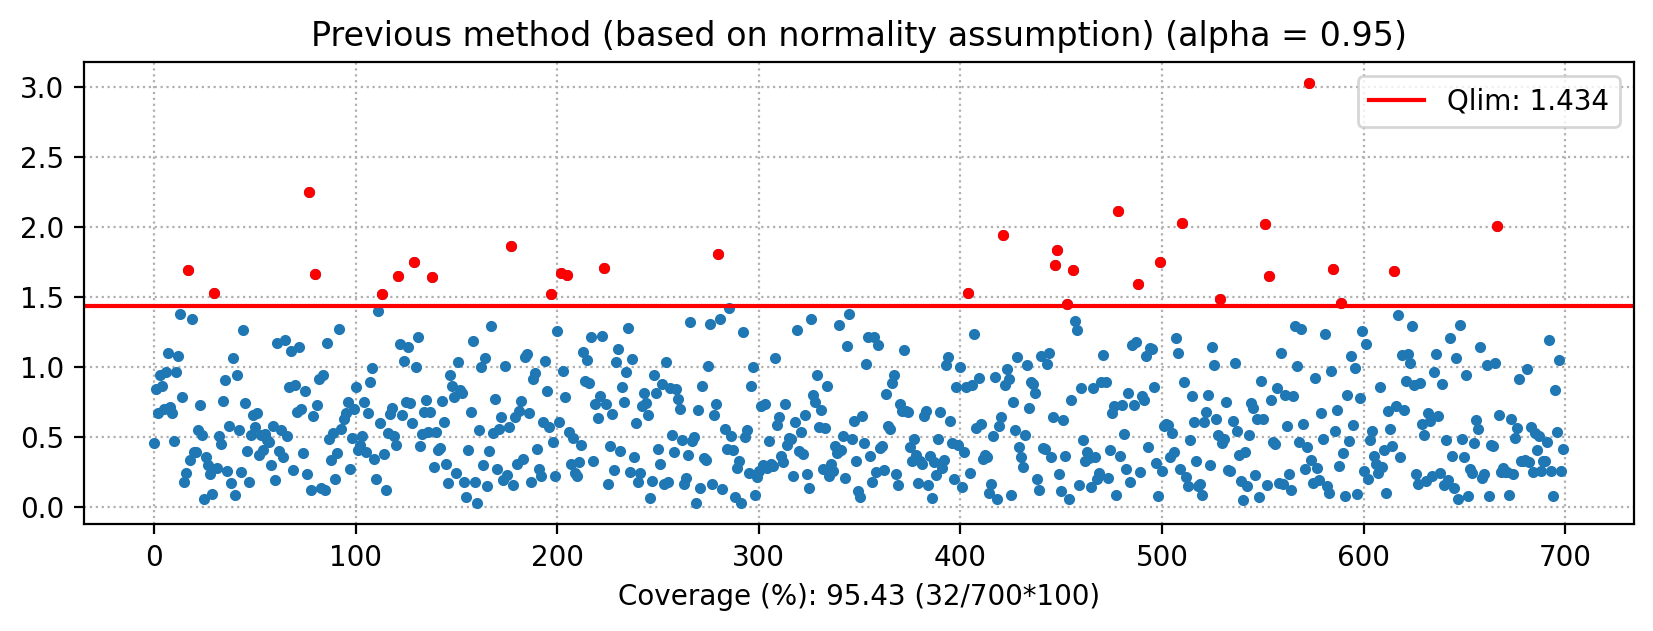 Previous method (based on normality assumption) (alpha = 0.95)
Qlim: 1.434
3.0
2.5
2.0
1.5
1.0
0.5
0.0
0 100 200 300 400 500 600 700
Coverage (%): 95.43 (32/700*100)